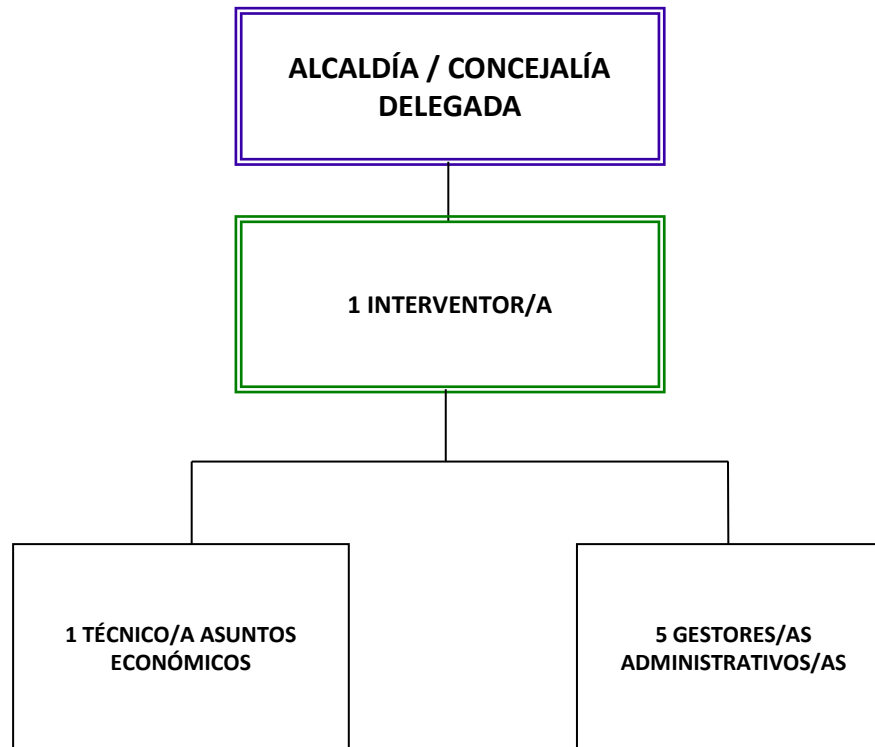 ALCALDÍA / CONCEJALÍA
DELEGADA
1 INTERVENTOR/A
1 TÉCNICO/A ASUNTOS
ECONÓMICOS
5 GESTORES/AS
ADMINISTRATIVOS/AS